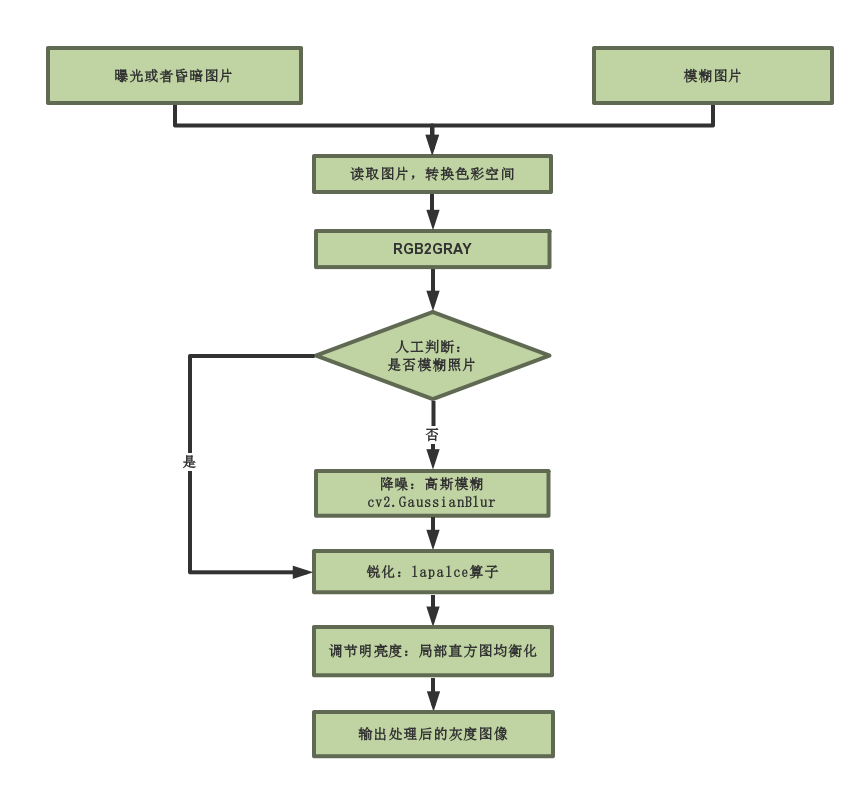 曝光或者昏暗图片
模糊图片
读取图片，转换色彩空间
RGB2GRAY
人工判断：
是否模糊照片
否
是
降噪：高斯模糊
cv2.GaussianBlur
锐化：lapalce算子
调节明亮度：局部直方图均衡化
输出处理后的灰度图像